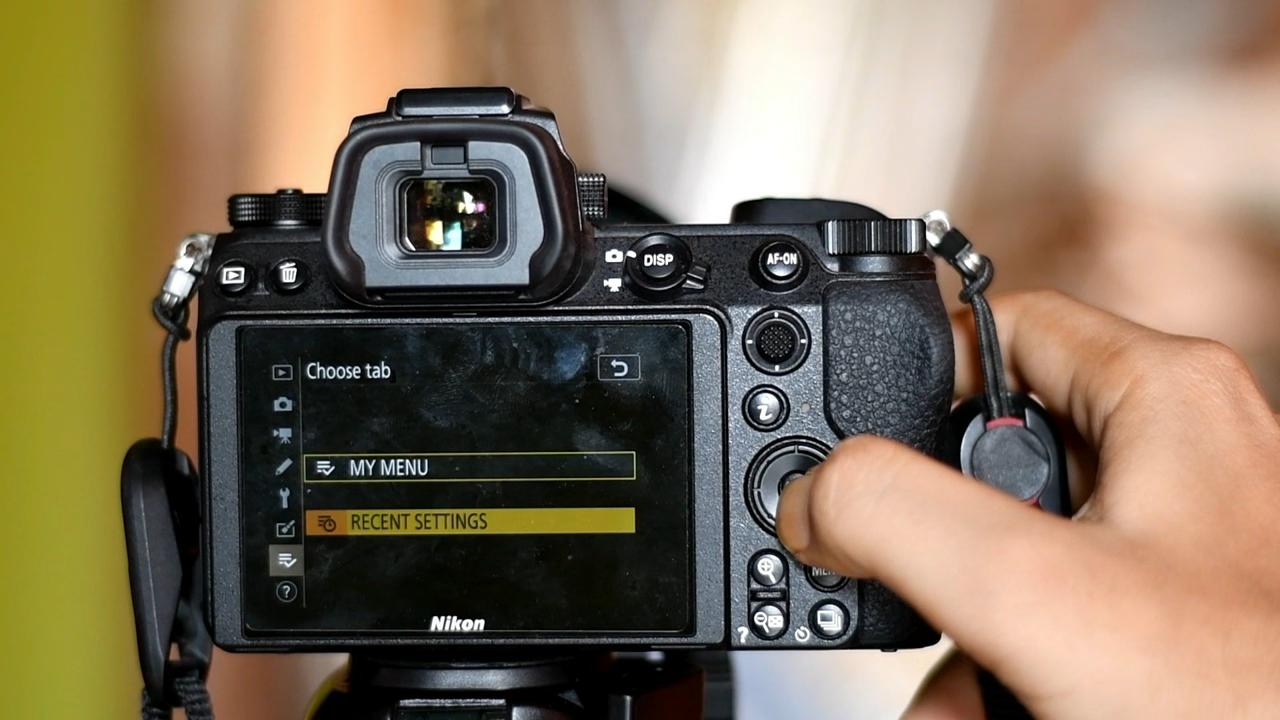 DISP
AF-ON
Choose tab
i
MY MENU
RECENT SETTINGS
?
Nikon
?